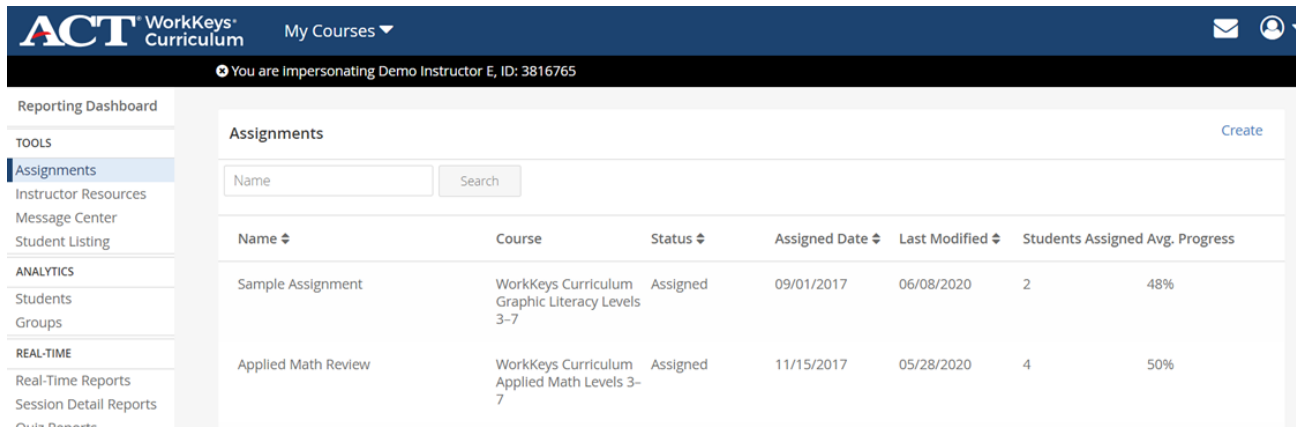 ACT® WorkKeys®
Curriculum
My Courses
You are impersonating Demo Instructor E, ID: 3816765
Reporting Dashboard
TOOLS
Assignments
Instructor Resources
Message Center
Student Listing
ANALYTICS
Students
Groups
REAL-TIME
Real-Time Reports
Session Detail Reports
Quiz Reports
Assignments
Create
Name
Search
Name Course Status Assigned Date Last Modified Students Assigned Avg. Progress
Sample Assignment WorkKeys Curriculum Assigned 09/01/2017 06/08/2020 2 48%
Graphic Literacy Levels
3–7
Applied Math Review WorkKeys Curriculum Assigned 11/15/2017 05/28/2020 4 50%
Applied Math Levels 3–
7